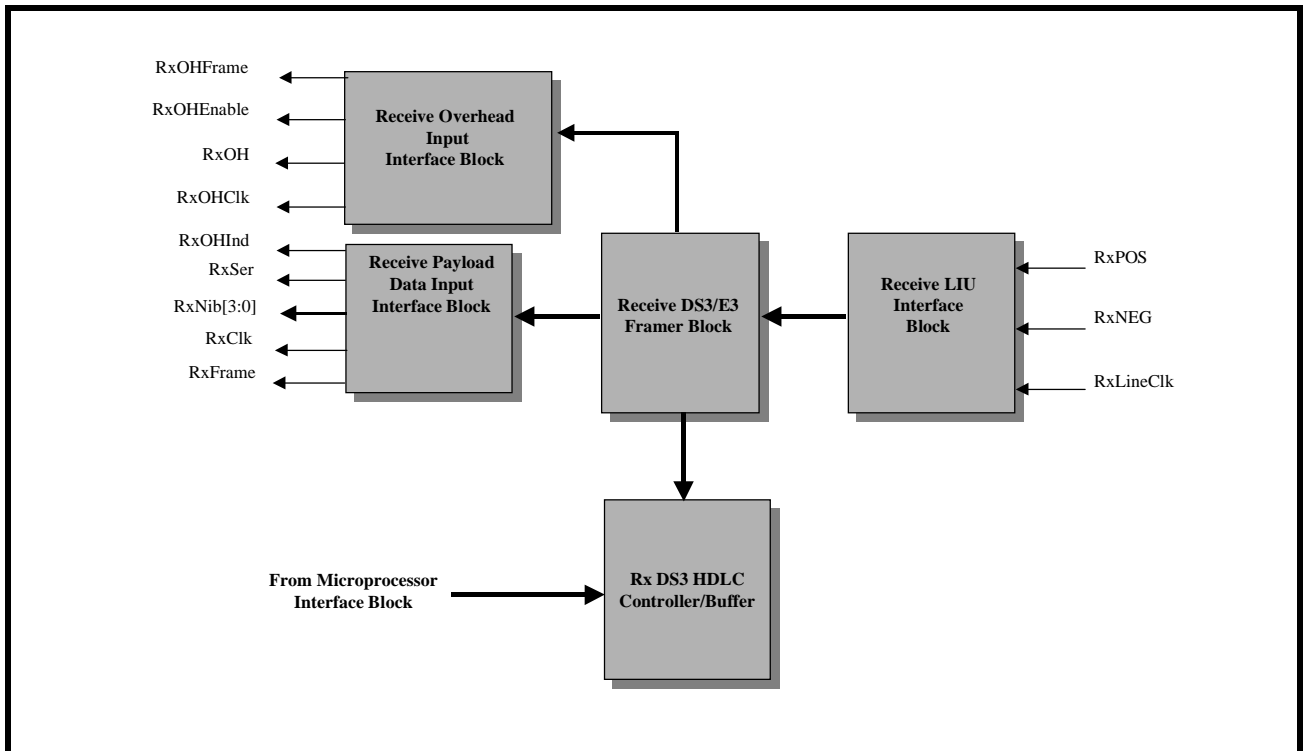 RxOHFrame
RxOHEnable
RxOH
RxOHClk
Receive Overhead
Input
Interface Block
RxOHInd
RxSer
RxNib[3:0]
RxClk
RxFrame
Receive Payload
Data Input
Interface Block
Receive DS3/E3
Framer Block
Receive LIU
Interface
Block
RxPOS
RxNEG
RxLineClk
From Microprocessor
Interface Block
Rx DS3 HDLC
Controller/Buffer